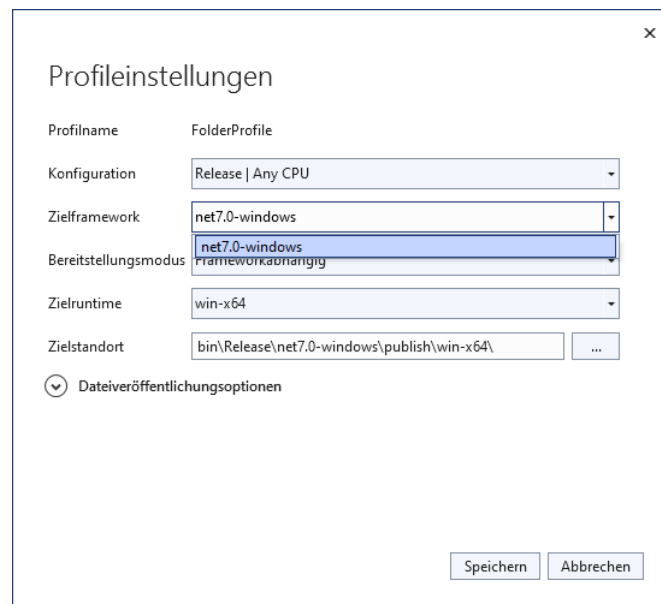 Profileinstellungen
Profilname FolderProfile
Konfiguration Release | Any CPU
Zielframework net7.0-windows
net7.0-windows
Bereitstellungsmodus Frameworkabhängig
Zielruntime win-x64
Zielstandort bin\Release\net7.0-windows\publish\win-x64\ ...
Dateiveröffentlichungsoptionen
Speichern Abbrechen